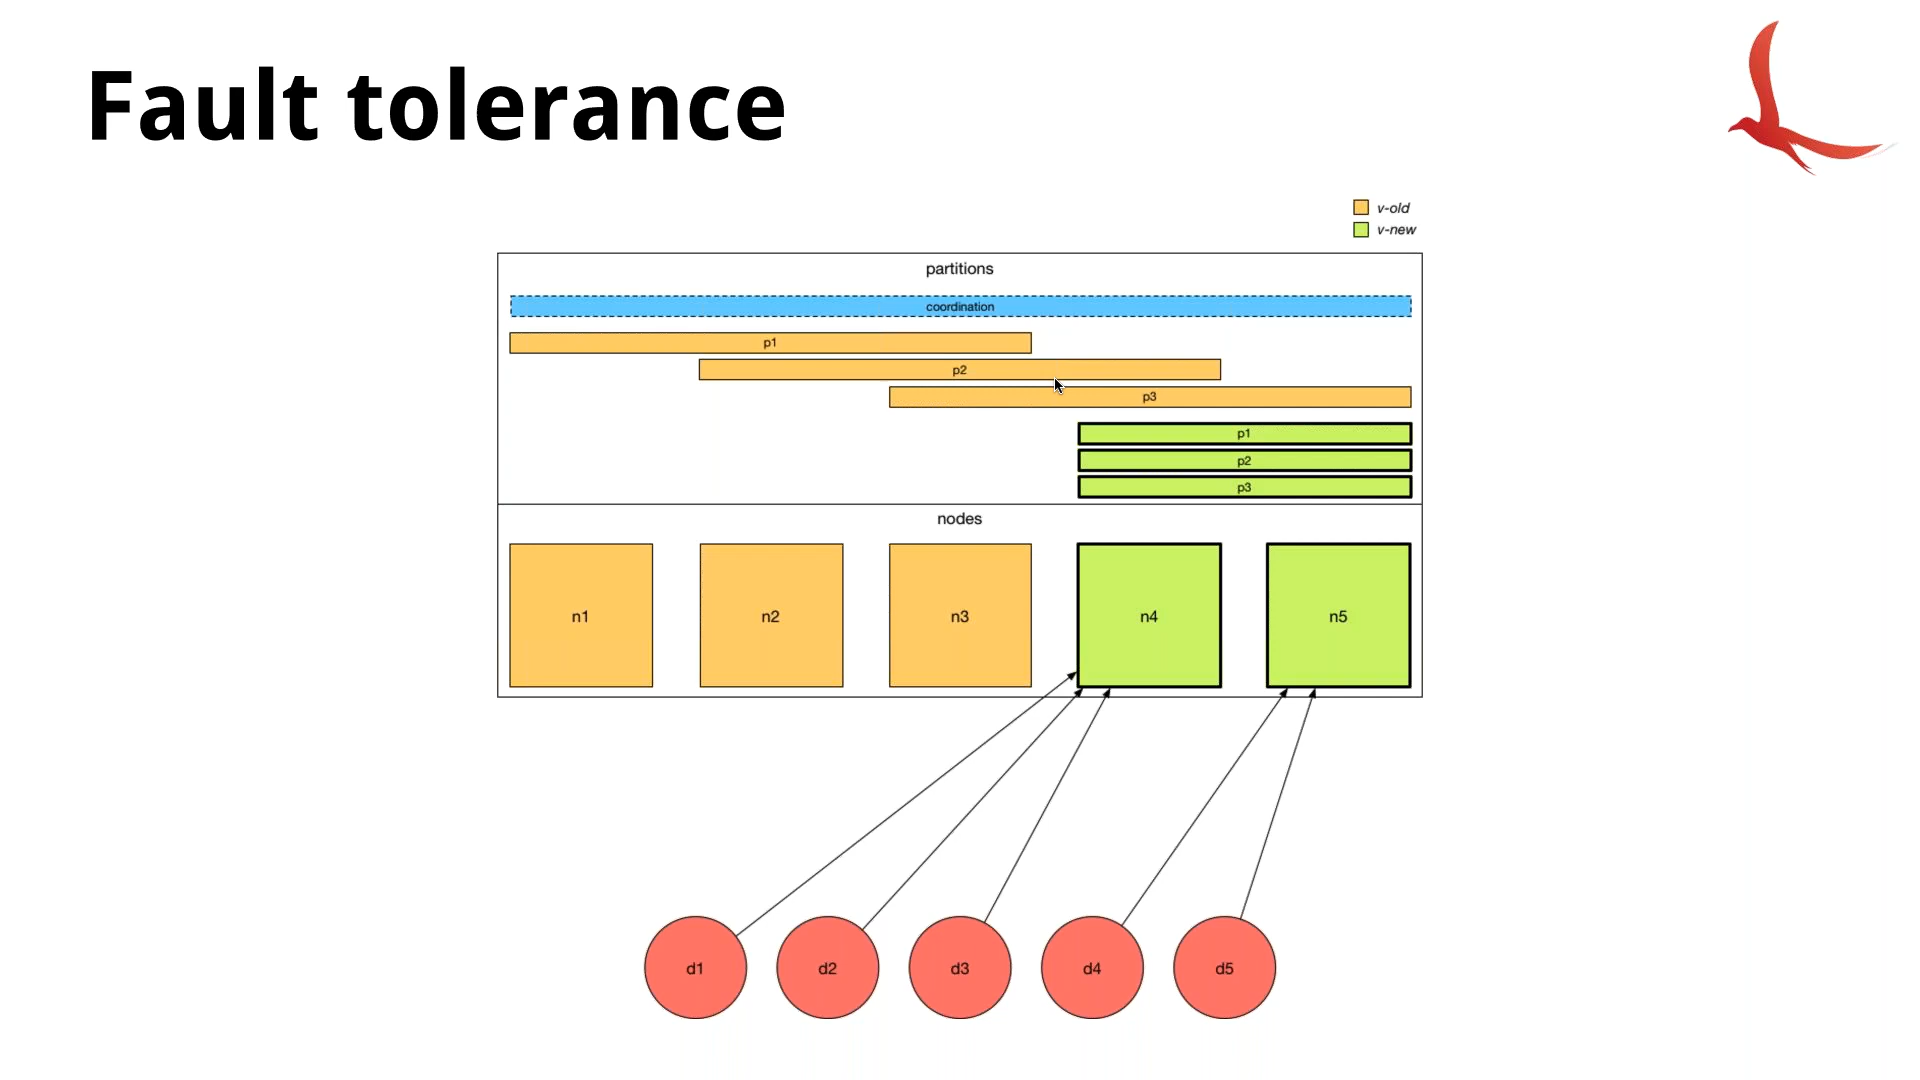 Fault tolerance
v-old
v-new
partitions
coordination
p1
p2
p3
p1
p2
p3
nodes
n1
n2
n3
n4
n5
d1
d2
d3
d4
d5